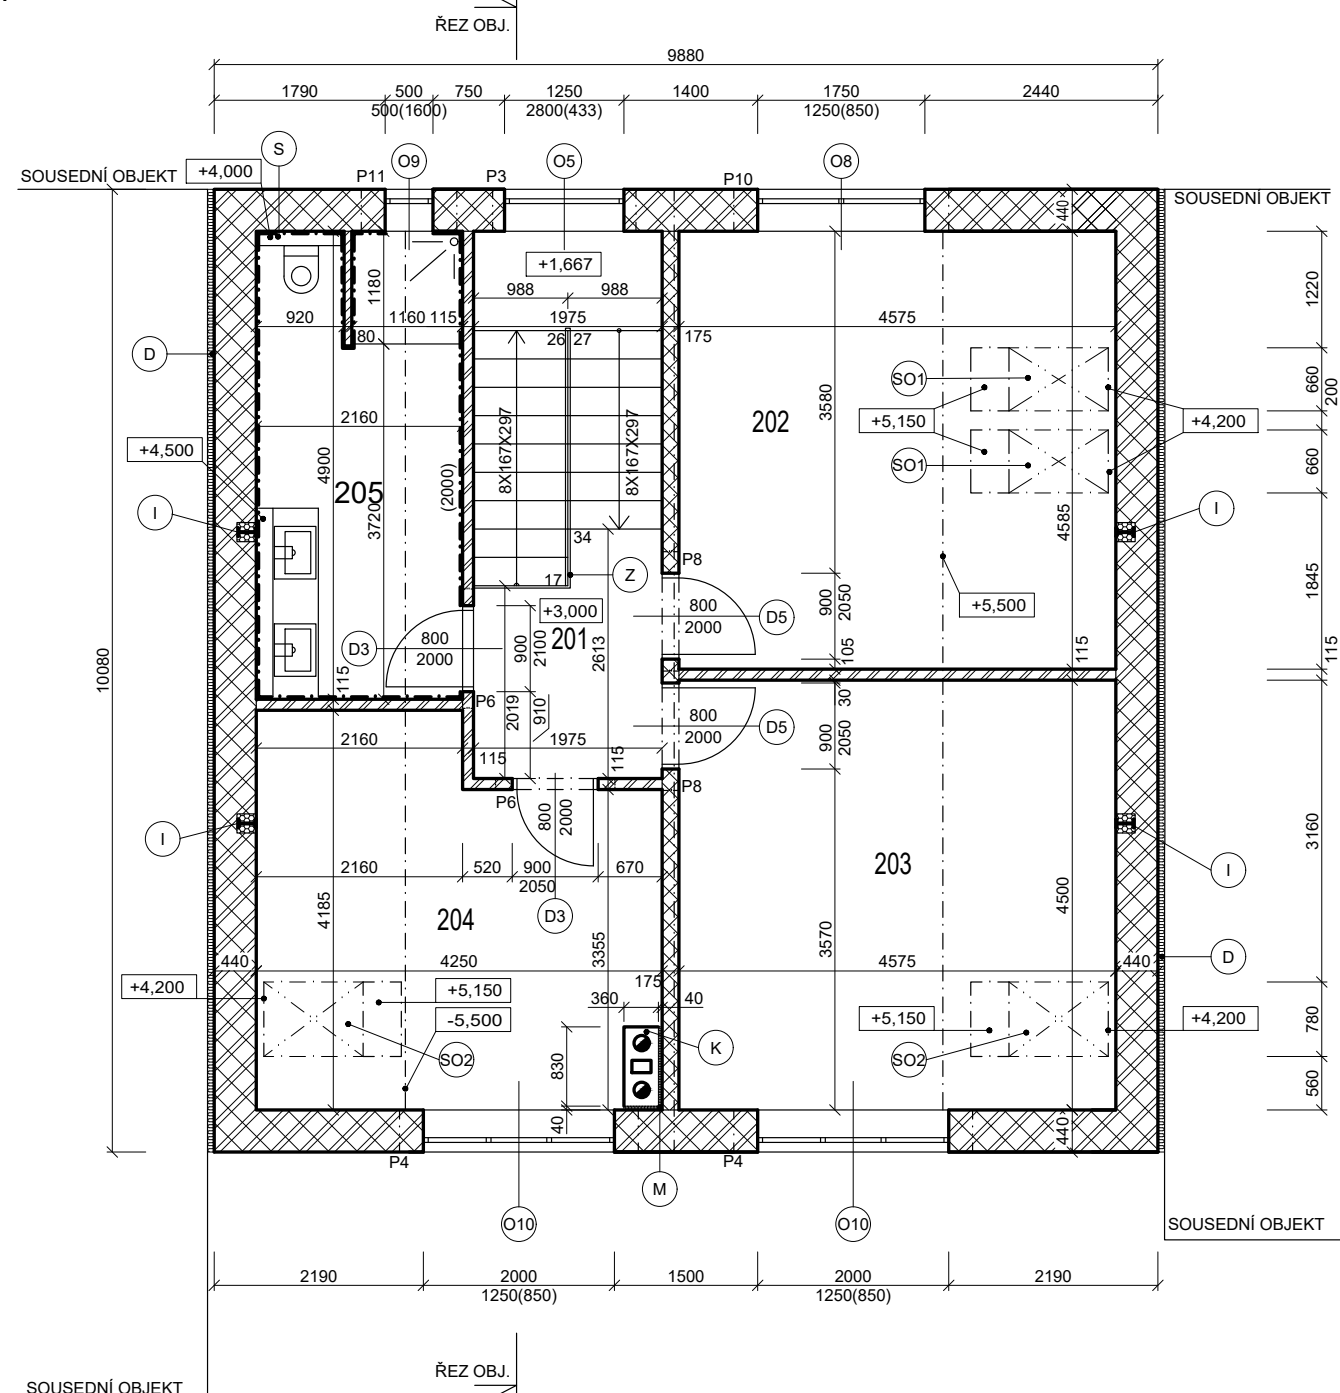 ŘEZ OBJ.
9880
1790 500 750 1250 1400 1750 2440
500(1600) 2800(433) 1250(850)
S O9 O5 O8
SOUSEDNÍ OBJEKT +4,000 P11 P3 P10
SOUSEDNÍ OBJEKT
440
+1,667
1180 988 988 1220
920 1160 115 1975 4575
80 26 27 175
D SO1 660 200
202 3580
2160 +5,150 +4,200
+4,500 4900 (2000) 8X167X297 8X167X297
SO1 660
205 3720
I 4585 I
34 P8
17 Z
+3,000 +5,500 1845
201 800 2000 D5 900 2050
D3 800 2000 900 2100 2613
10080 115 105 115 115
P6 2019 910 30
800 2000 D5 900 2050
2160 1975
115 115
P6 P8
800 2000
I 3160 I
203
2160 520 900 670
2050
4185 204 D3 4500
3355 3570
440 4250 4575 440 D
175
+4,200 +5,150 360 40 780
-5,500 +5,150 +4,200
SO2 K SO2
830 560
40 440
P4 P4
M
O10 O10
SOUSEDNÍ OBJEKT
2190 2000 1500 2000 2190
1250(850) 1250(850)
ŘEZ OBJ.
SOUSEDNÍ OBJEKT